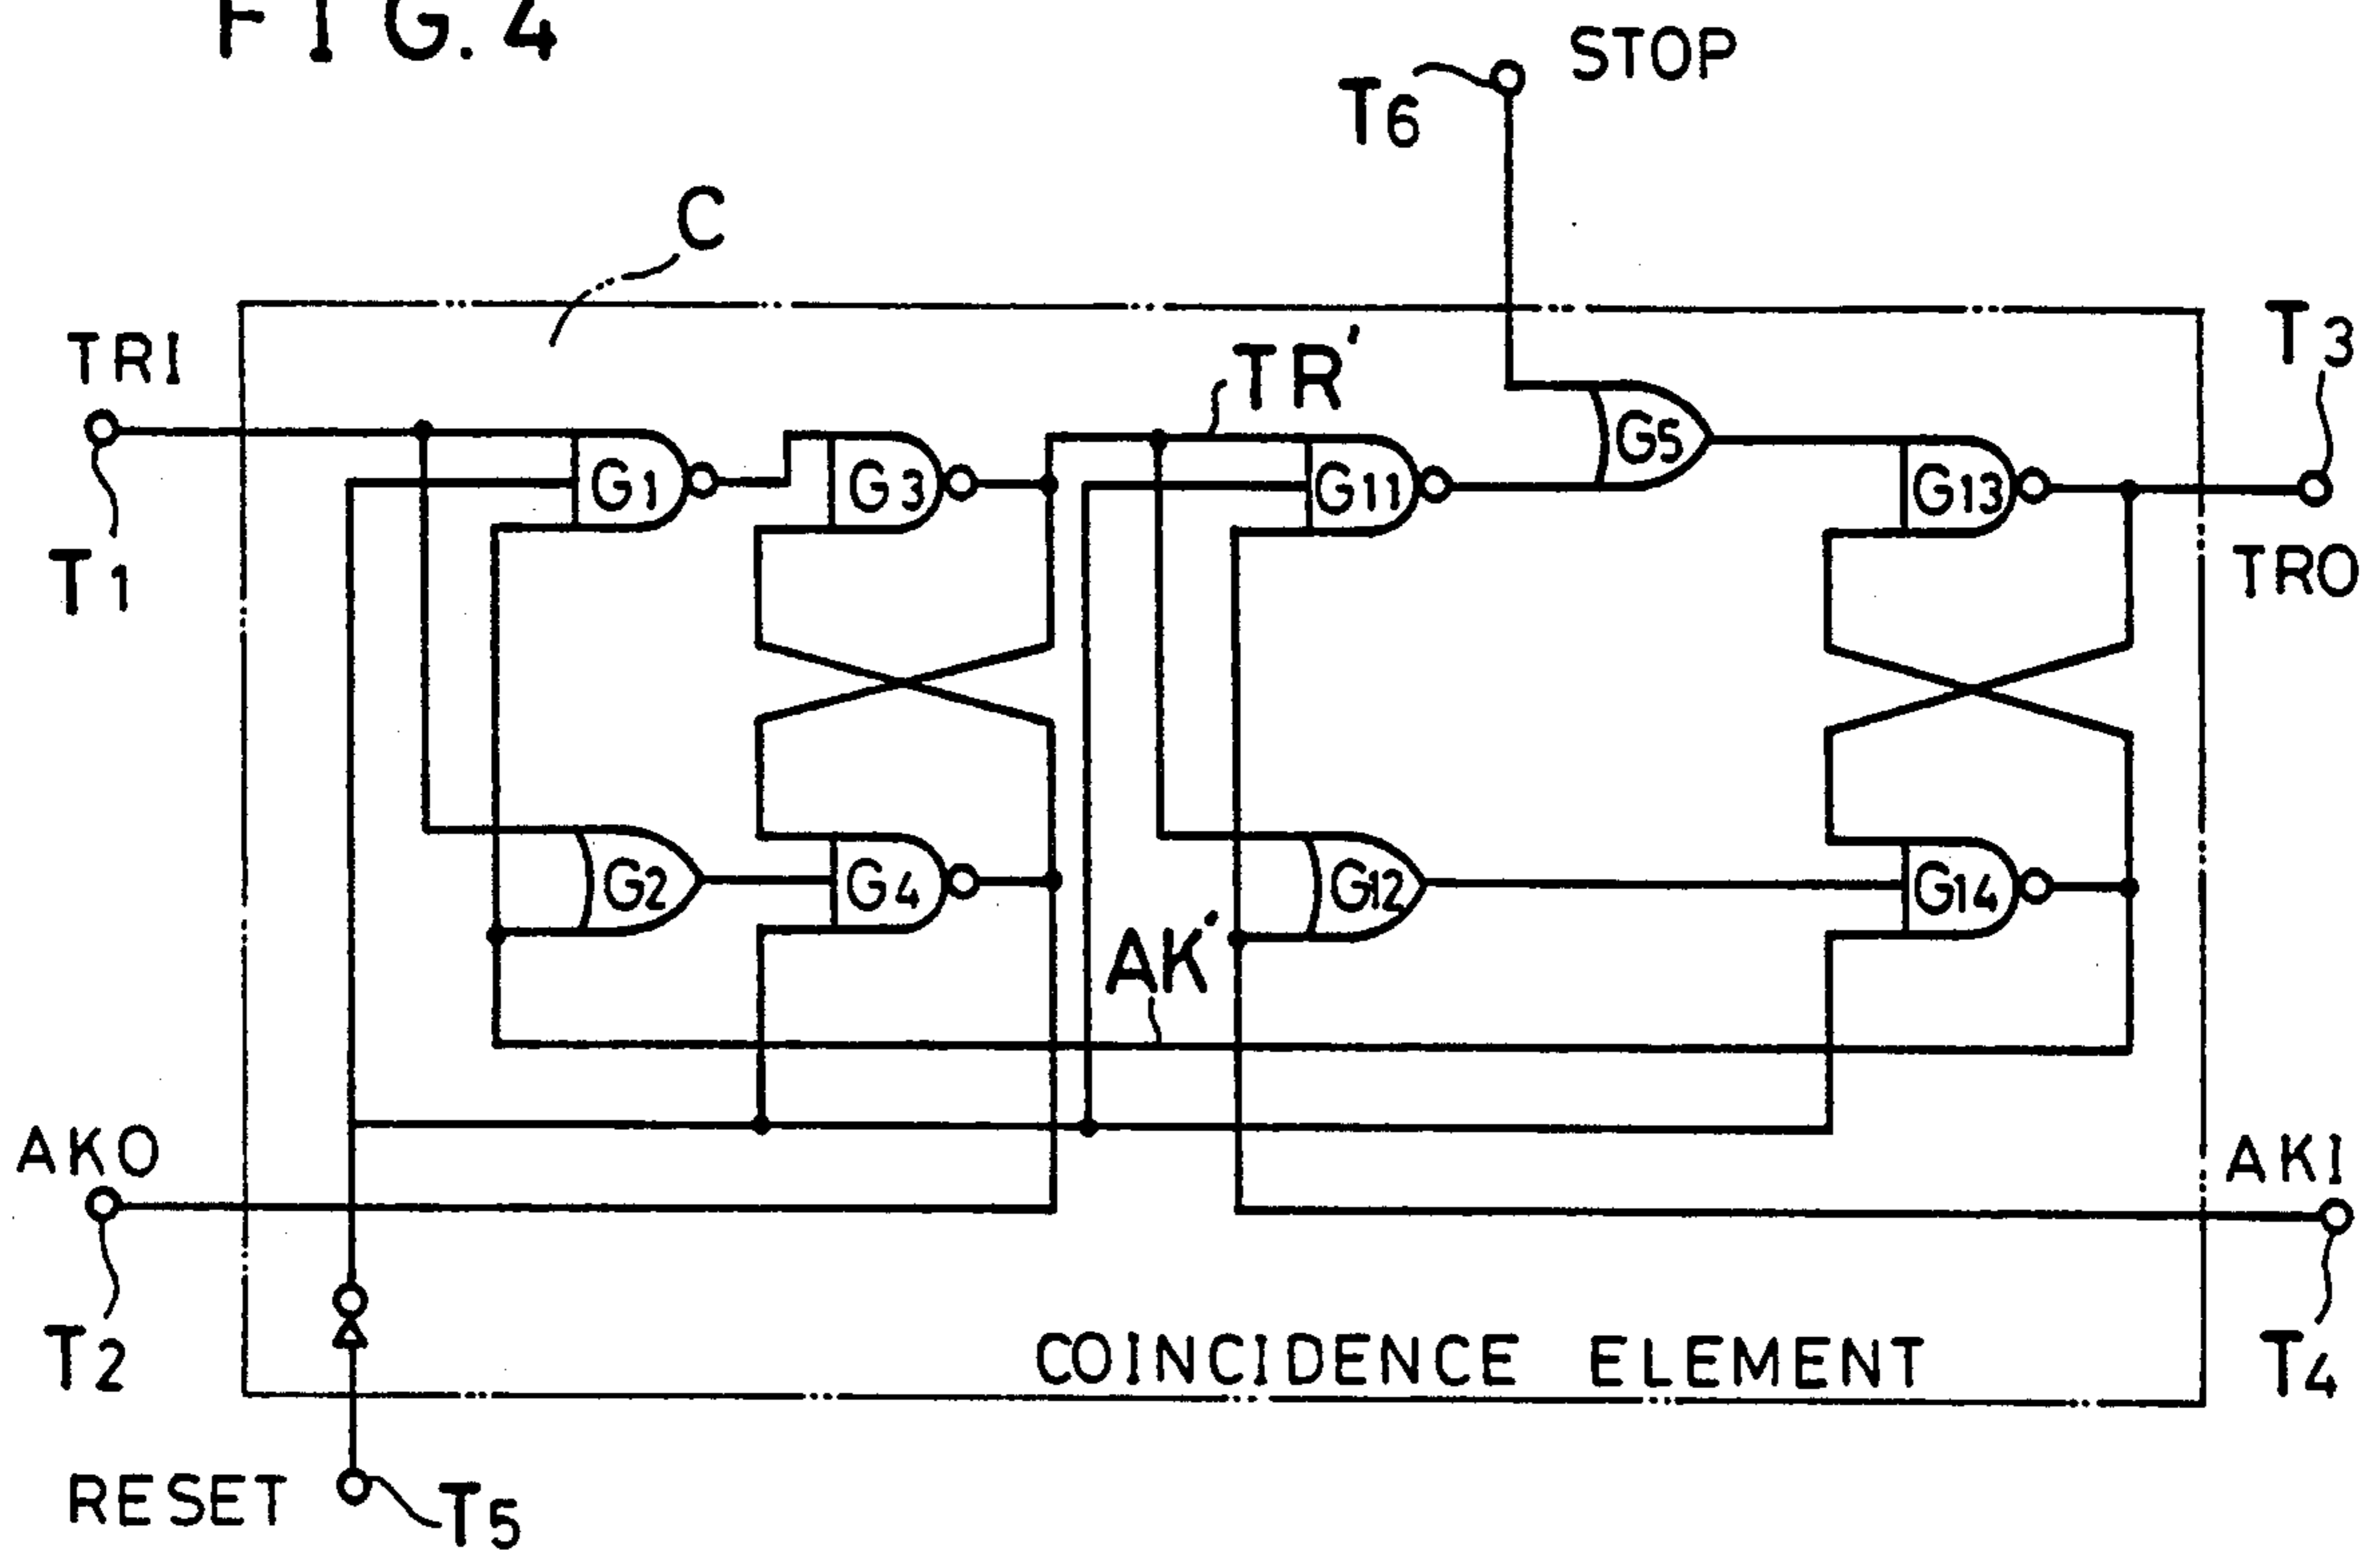 FIG. 4
STOP
T6
C
TRI
T3
TR'
G5
G1
G3
G11
G13
T1
TRO
G2
G4
G12
G14
AK'
AKO
AKI
T2
COINCIDENCE ELEMENT
T4
RESET
T5